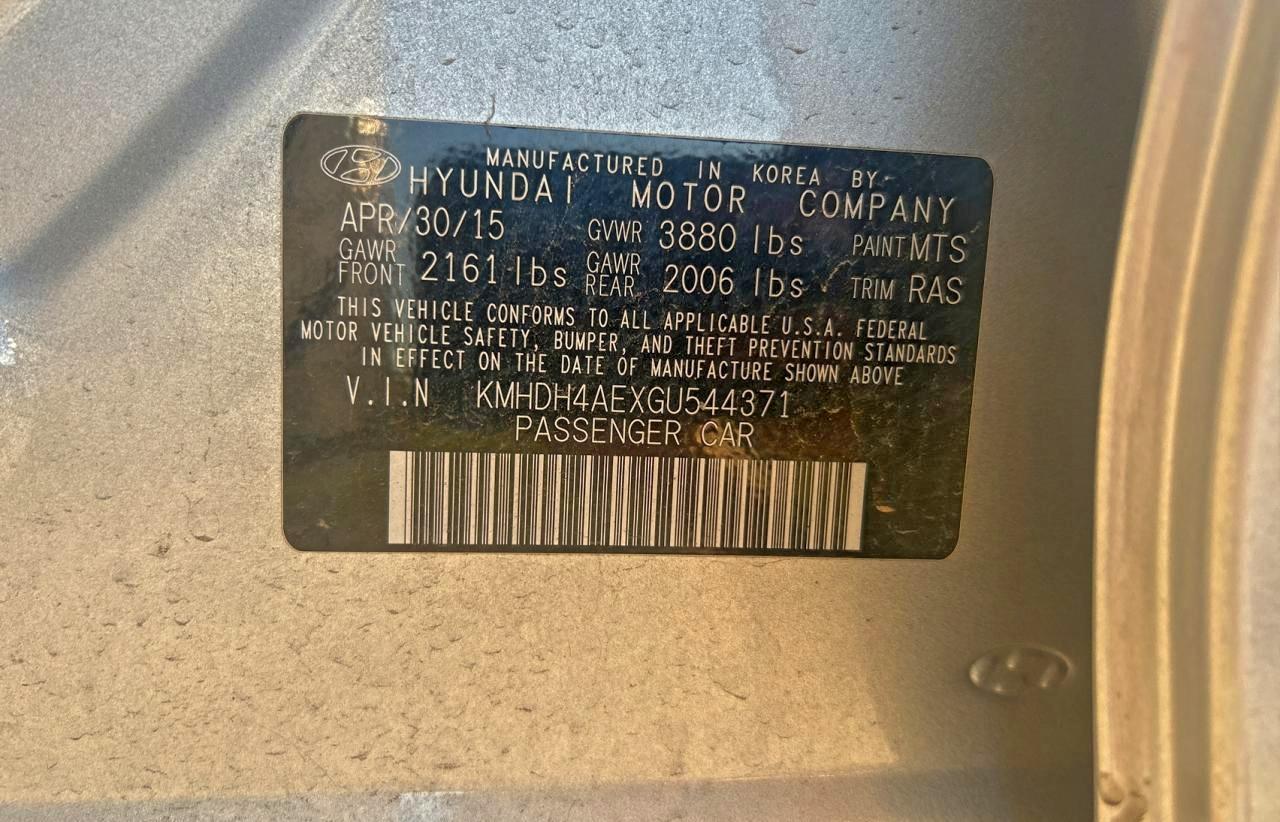 MANUFACTURED IN KOREA BY
HYUNDAI MOTOR COMPANY
APR/30/15 GVWR 3880 lbs PAINT MTS
GAWR FRONT 2161 lbs GAWR REAR 2006 lbs TRIM RAS
THIS VEHICLE CONFORMS TO ALL APPLICABLE U.S.A. FEDERAL
MOTOR VEHICLE SAFETY, BUMPER, AND THEFT PREVENTION STANDARDS
IN EFFECT ON THE DATE OF MANUFACTURE SHOWN ABOVE
V.I.N KMHDH4AEXGU544371
PASSENGER CAR